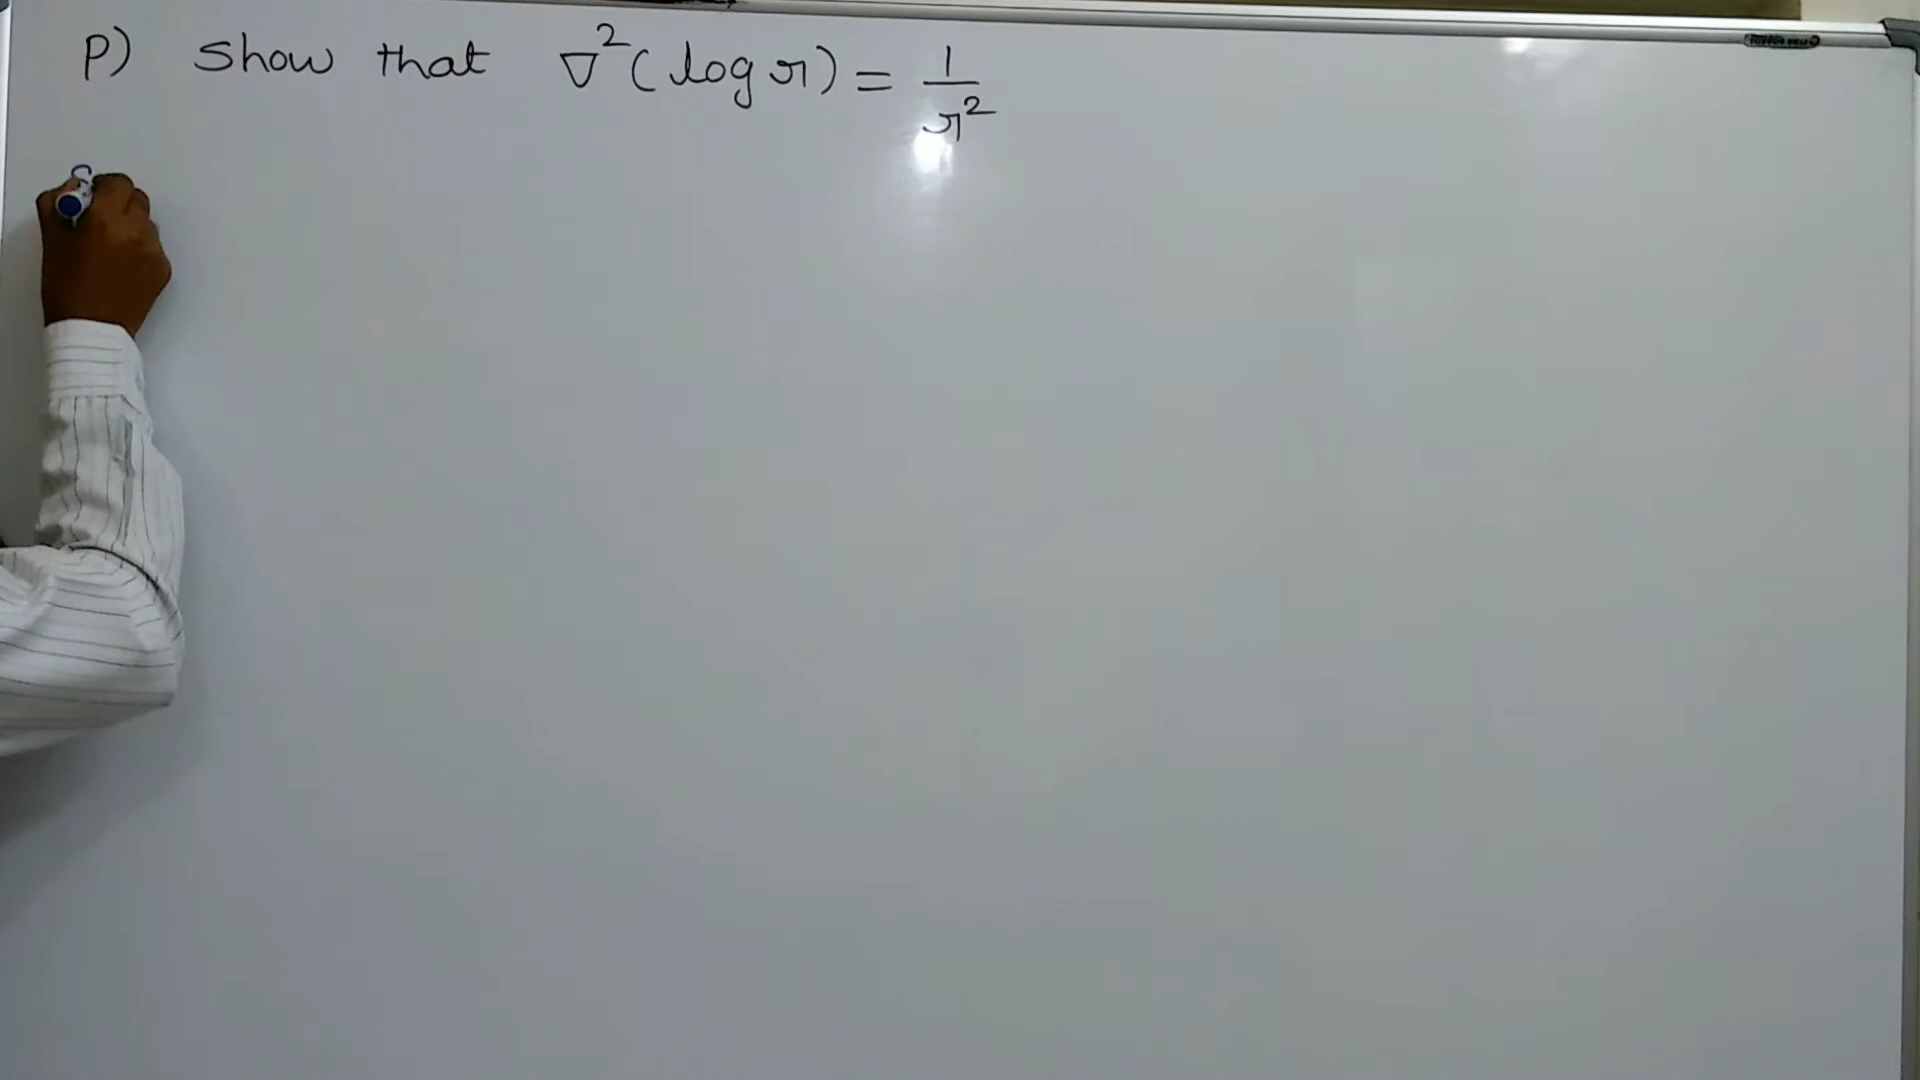 P) Show that ∇²(log r) = 1/r²
S